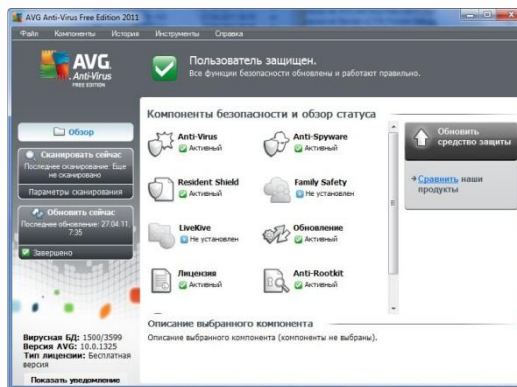 AVG Anti-Virus Free Edition 2011
Файл Компоненты История Инструменты Справка
AVG.
Anti-Virus
FREE EDITION
Пользователь защищен.
Все функции безопасности обновлены и работают правильно.
Обзор
Сканировать сейчас
Последнее сканирование: Еще
не сканировано
Параметры сканирования
Обновить сейчас
Последнее обновление: 27.04.11,
7:35
Завершено
Вирусная БД: 1500/3599
Версия AVG: 10.0.1325
Тип лицензии: Бесплатная
версия
Показать уведомление
Компоненты безопасности и обзор статуса
Anti-Virus
Активный
Anti-Spyware
Активный
Resident Shield
Активный
Family Safety
Не установлен
LiveKive
Не установлен
Обновление
Активный
Лицензия
Активный
Anti-Rootkit
Активный
Описание выбранного компонента
Описание выбранного компонента (компоненты не выбраны).
Обновить
средство защиты
Сравнить наши
продукты